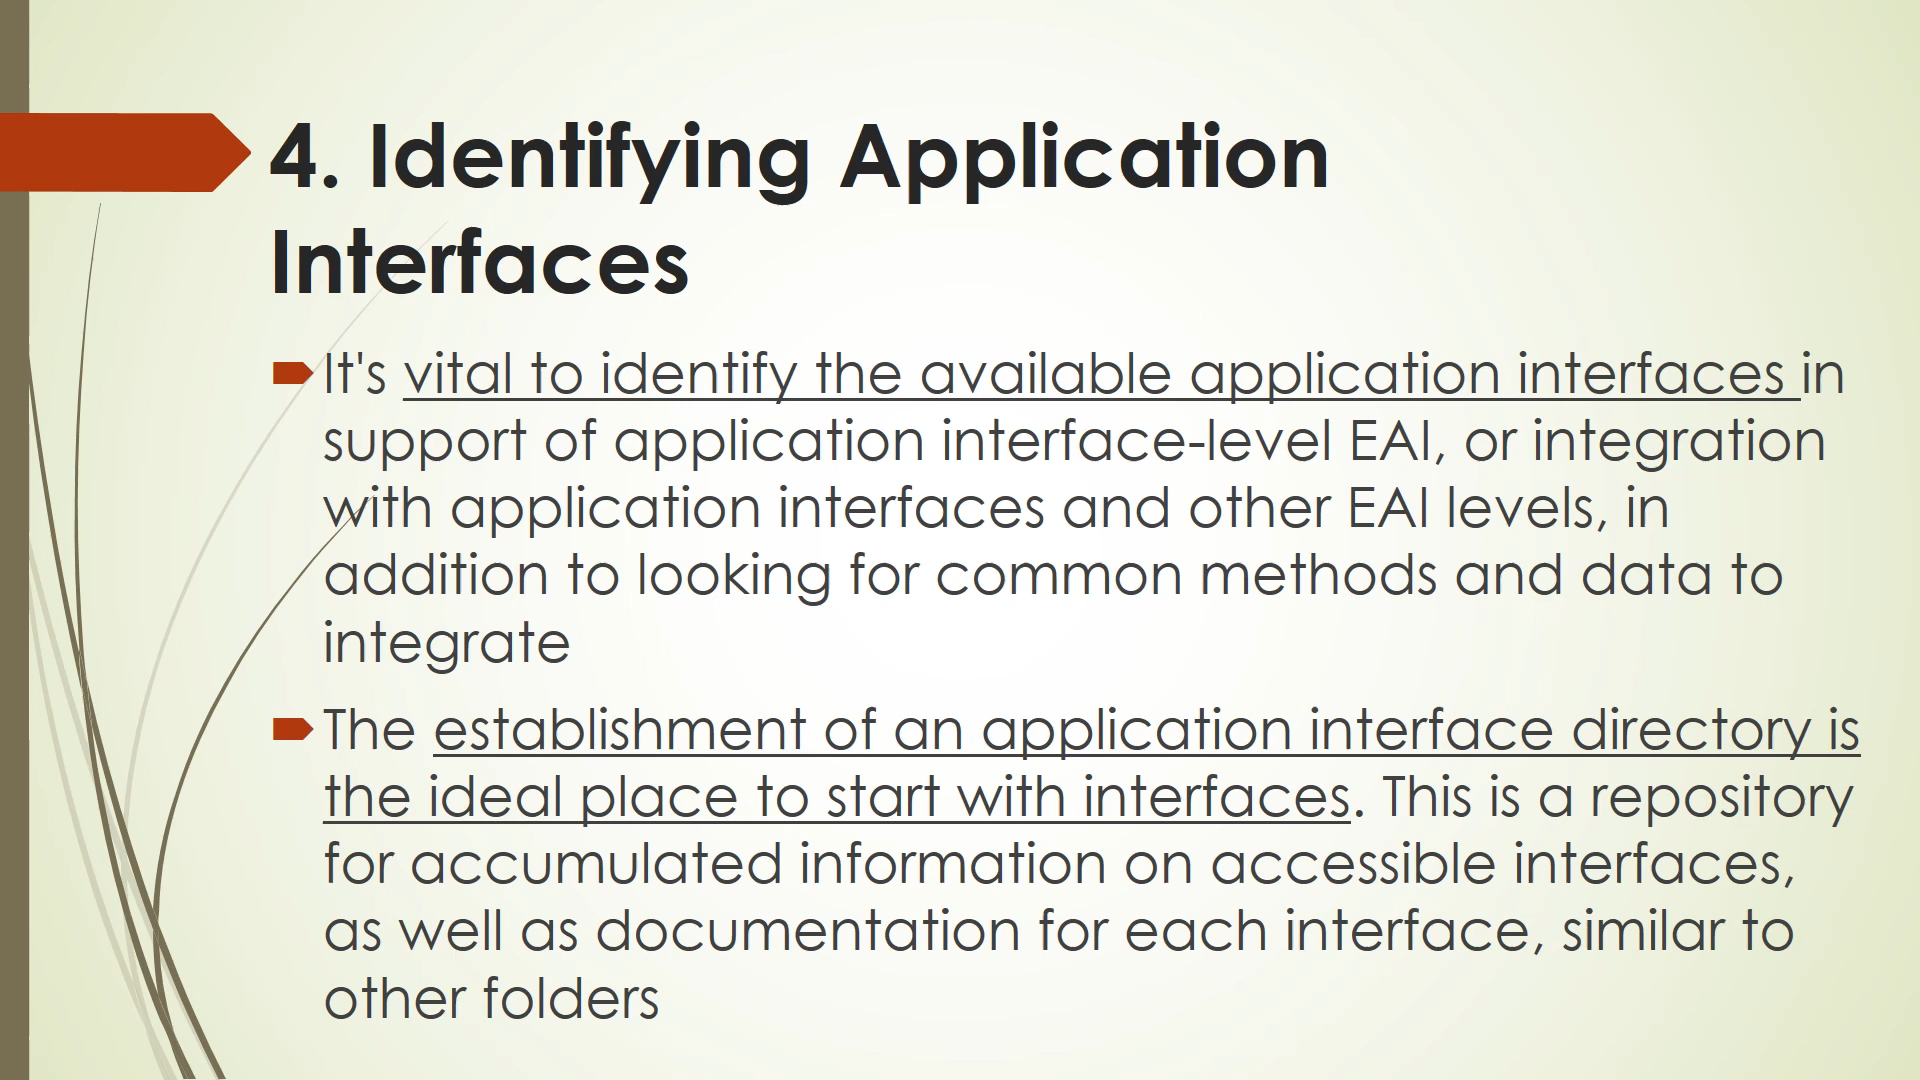 4. Identifying Application
Interfaces
It's vital to identify the available application interfaces in
support of application interface-level EAI, or integration
with application interfaces and other EAI levels, in
addition to looking for common methods and data to
integrate
The establishment of an application interface directory is
the ideal place to start with interfaces. This is a repository
for accumulated information on accessible interfaces,
as well as documentation for each interface, similar to
other folders